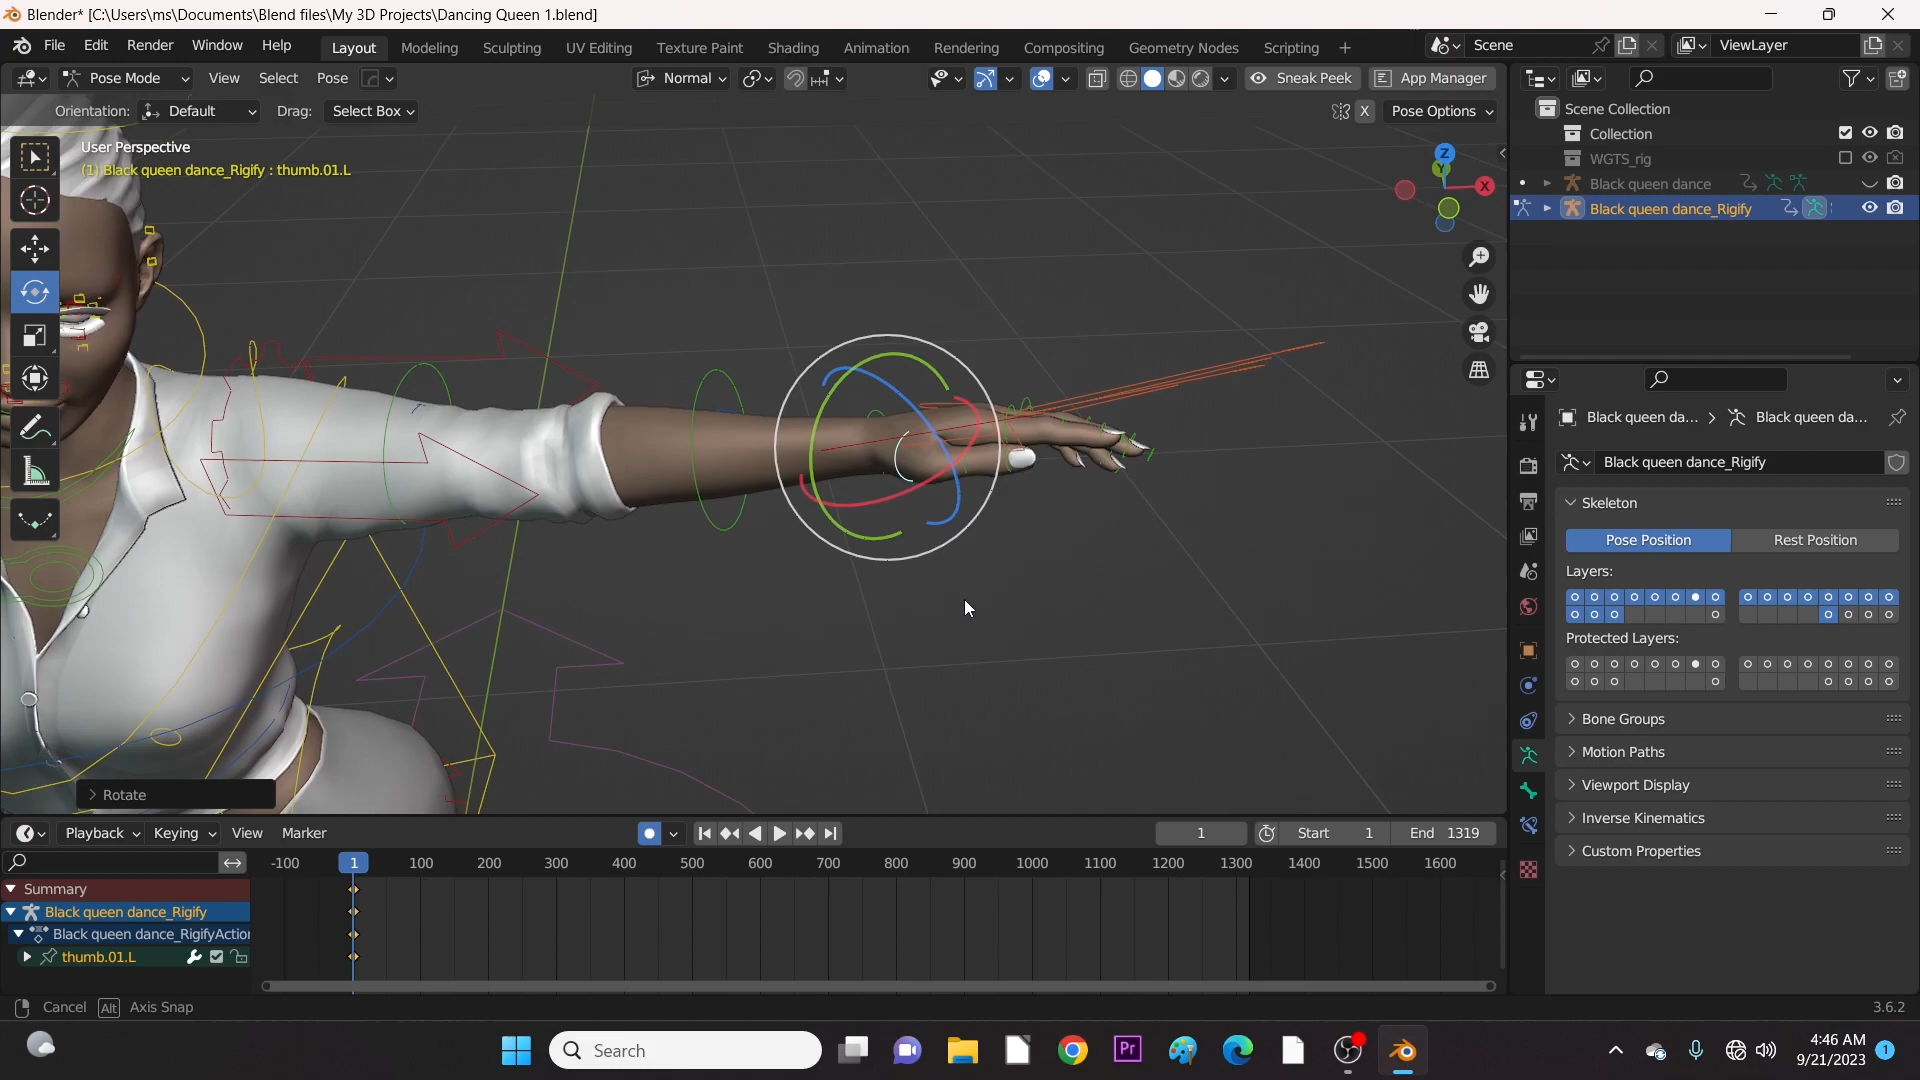 Blender* [C:\Users\ms\Documents\Blend files\My 3D Projects\Dancing Queen 1.blend]
File Edit Render Window Help Layout Modeling Sculpting UV Editing Texture Paint Shading Animation Rendering Compositing Geometry Nodes Scripting + Scene ViewLayer
Pose Mode View Select Pose Normal Sneak Peek App Manager
Orientation: Default Drag: Select Box X Pose Options
User Perspective
(1) Black queen dance_Rigify : thumb.01.L
Z
Y
X
Scene Collection
Collection
WGTS_rig
Black queen dance
Black queen dance_Rigify
Black queen da... Black queen da...
Black queen dance_Rigify
Skeleton
Pose Position Rest Position
Layers:
Protected Layers:
Bone Groups
Motion Paths
Viewport Display
Inverse Kinematics
Custom Properties
Rotate
Playback Keying View Marker 1 Start 1 End 1319
-100 1 100 200 300 400 500 600 700 800 900 1000 1100 1200 1300 1400 1500 1600
Summary
Black queen dance_Rigify
Black queen dance_RigifyAction
thumb.01.L
Cancel Alt Axis Snap 3.6.2
Search Pr 4:46 AM
9/21/2023 1